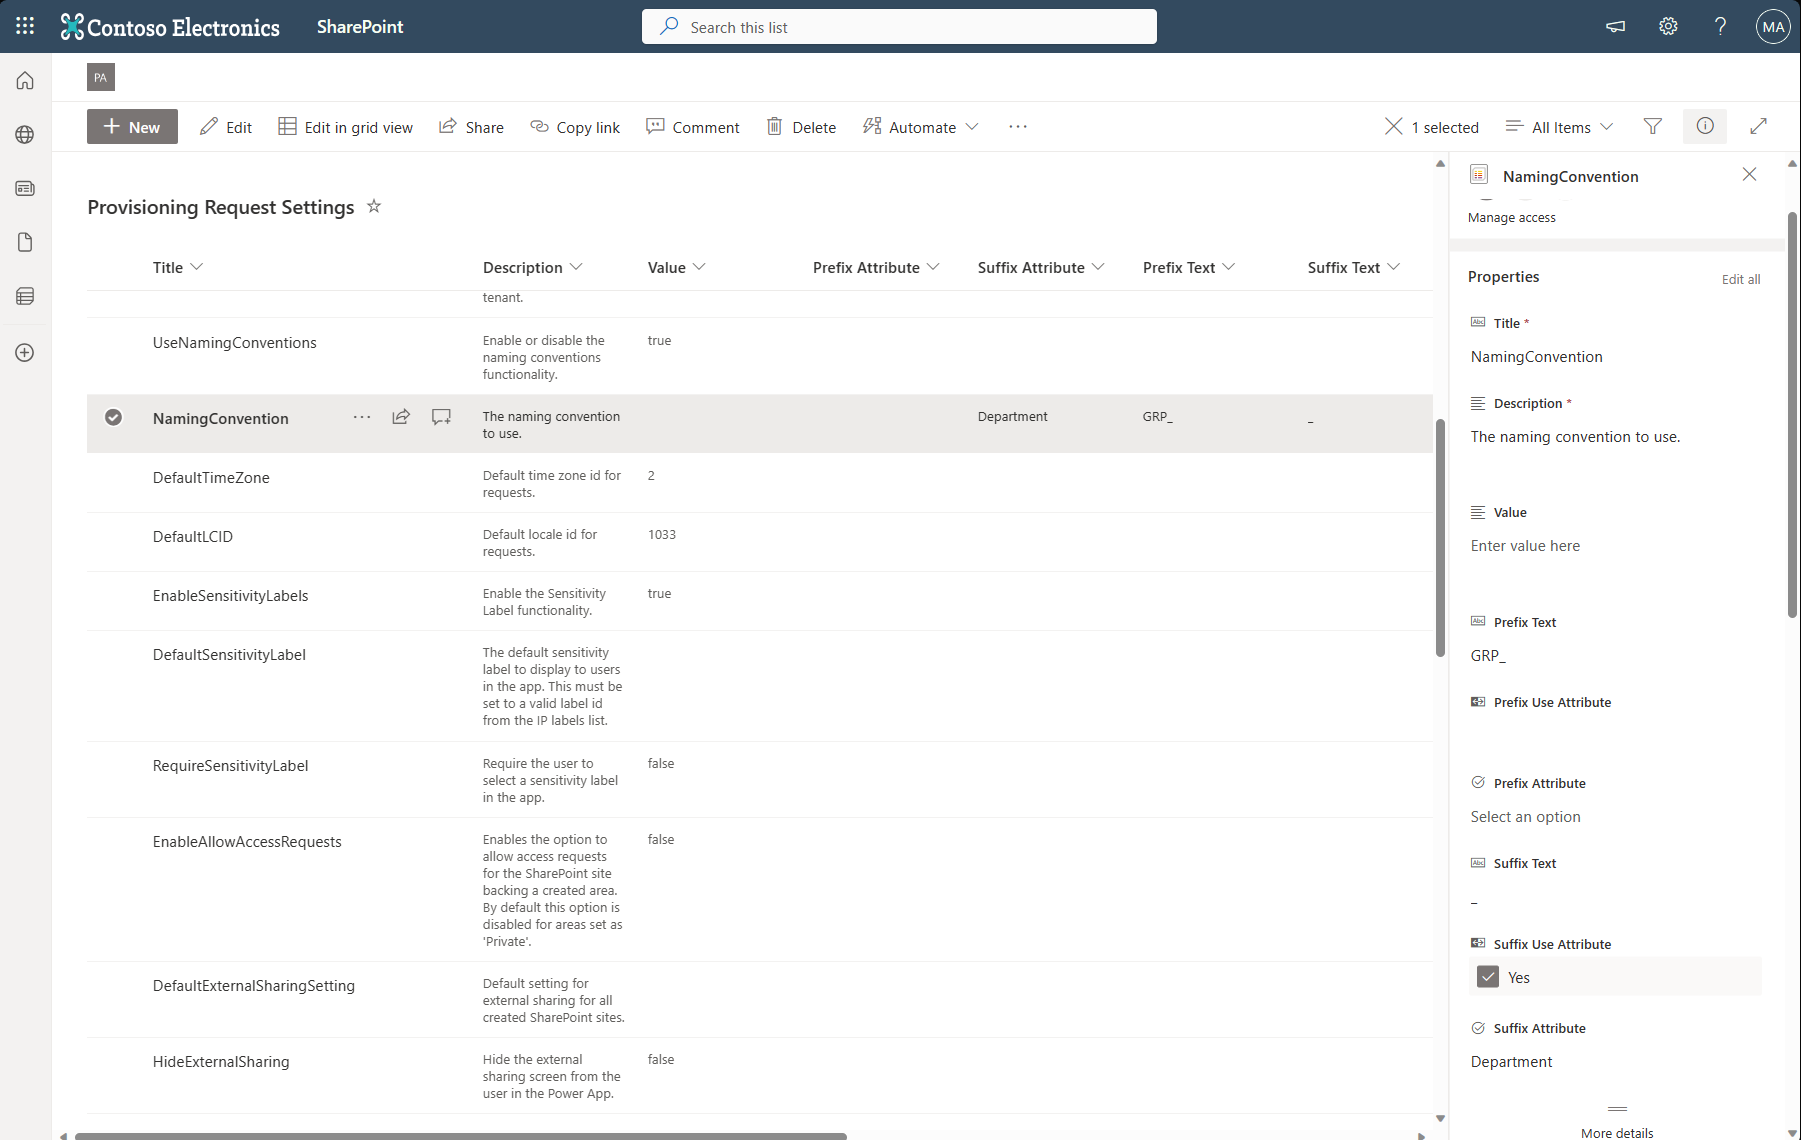 Contoso Electronics
SharePoint
Search this list
MA
PA
New
Edit
Edit in grid view
Share
Copy link
Comment
Delete
Automate
1 selected
All Items
Provisioning Request Settings
Title
Description
Value
Prefix Attribute
Suffix Attribute
Prefix Text
Suffix Text
tenant.
UseNamingConventions
Enable or disable the
naming conventions
functionality.
true
NamingConvention
The naming convention
to use.
Department
GRP_
_
DefaultTimeZone
Default time zone id for
requests.
2
DefaultLCID
Default locale id for
requests.
1033
EnableSensitivityLabels
Enable the Sensitivity
Label functionality.
true
DefaultSensitivityLabel
The default sensitivity
label to display to users
in the app. This must be
set to a valid label id
from the IP labels list.
RequireSensitivityLabel
Require the user to
select a sensitivity label
in the app.
false
EnableAllowAccessRequests
Enables the option to
allow access requests
for the SharePoint site
backing a created area.
By default this option is
disabled for areas set as
'Private'.
false
DefaultExternalSharingSetting
Default setting for
external sharing for all
created SharePoint sites.
HideExternalSharing
Hide the external
sharing screen from the
user in the Power App.
false
NamingConvention
Manage access
Properties
Edit all
Abc Title *
NamingConvention
Description *
The naming convention to use.
Value
Enter value here
Abc Prefix Text
GRP_
Prefix Use Attribute
Prefix Attribute
Select an option
Abc Suffix Text
_
Suffix Use Attribute
Yes
Suffix Attribute
Department
More details